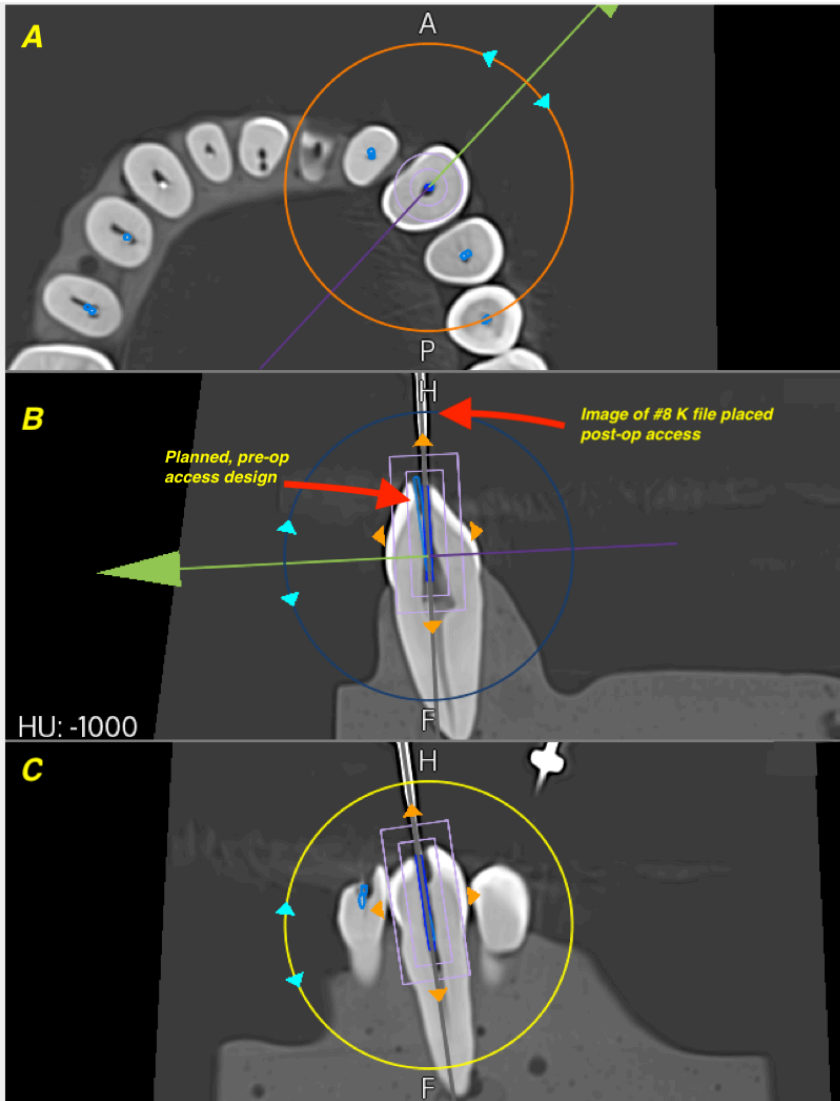 A
A
P
B
H
Image of #8 K file placed
post-op access
Planned, pre-op
access design
HU: -1000
F
C
H
F